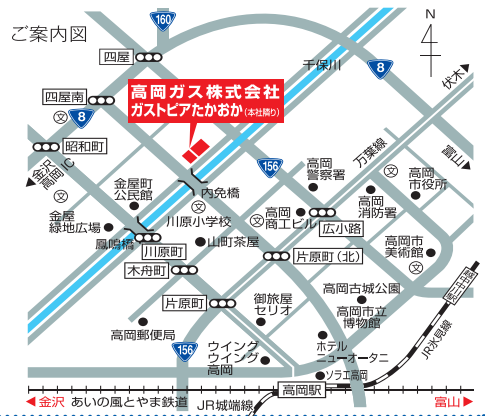 ご案内図
160
N
四屋
千保川
8
伏木
高岡ガス株式会社
ガストピアたかおか(本社隣り)
四屋南
8
昭和町
万葉線
富山
金沢
高岡IC
文
156
高岡
警察署
文
高岡
市役所
金屋町
公民館
内免橋
文
高岡
消防署
金屋
緑地広場
川原小学校
文
高岡
商工ビル
広小路
鳳鳴橋
川原町
山町茶屋
高岡市
美術館
文
木舟町
片原町(北)
片原町
御旅屋
セリオ
高岡古城公園
高岡市立
博物館
高岡郵便局
156
ウイング
ウイング
高岡
ホテル
ニューオータニ
JR氷見線
ソラエ高岡
高岡駅
金沢
あいの風とやま鉄道
JR城端線
富山